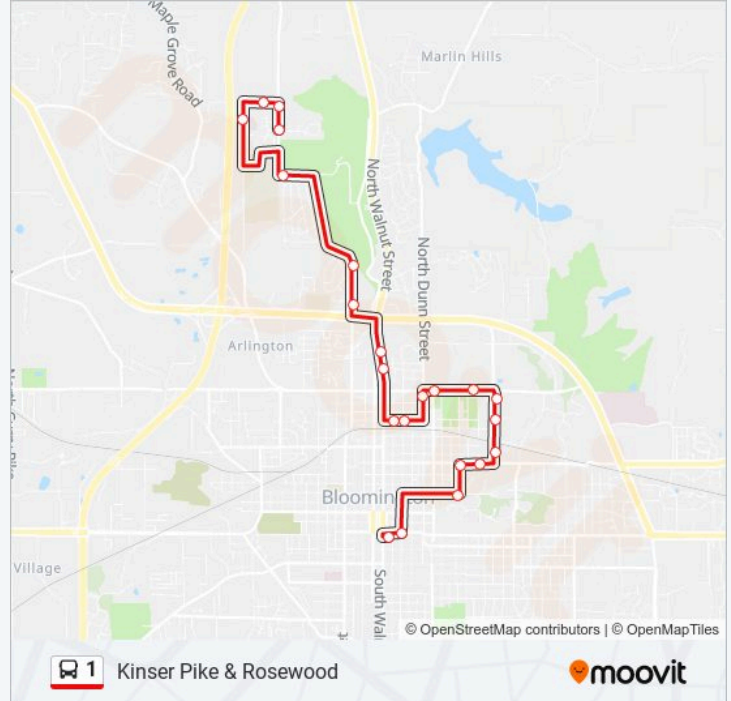 Maple Grove Road
Marlin Hills
North Walnut Street
North Dunn Street
Arlington
Bloomington
Village
South Wal
© OpenStreetMap contributors | © OpenMapTiles
1 Kinser Pike & Rosewood
moovit